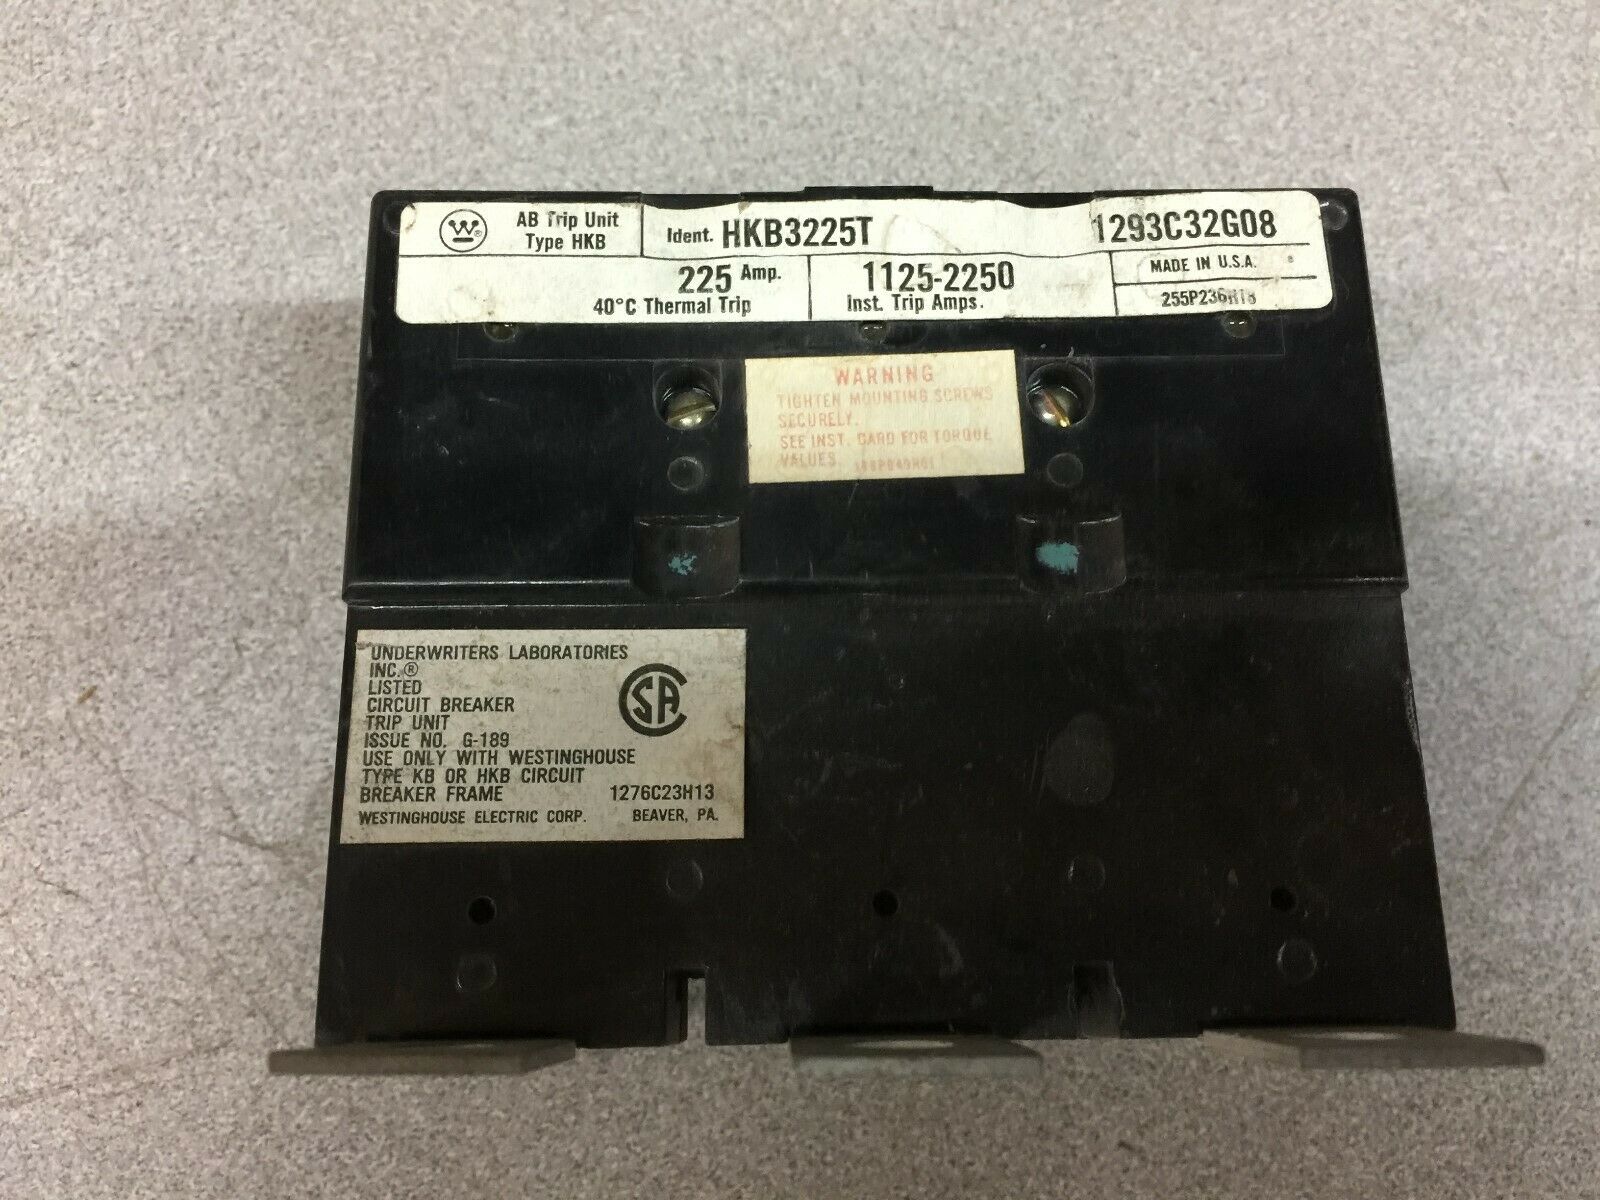 W®
AB Trip Unit
Type HKB
Ident. HKB3225T
1293C32G08
225 Amp.
40°C Thermal Trip
1125-2250
Inst. Trip Amps.
MADE IN U.S.A.
255P236H18
WARNING
TIGHTEN MOUNTING SCREWS
SECURELY.
SEE INST. CARD FOR TORQUE
VALUES.
UNDERWRITERS LABORATORIES
INC.®
LISTED
CIRCUIT BREAKER
TRIP UNIT
ISSUE NO. G-189
USE ONLY WITH WESTINGHOUSE
TYPE KB OR HKB CIRCUIT
BREAKER FRAME 1276C23H13
WESTINGHOUSE ELECTRIC CORP. BEAVER, PA.
CSA